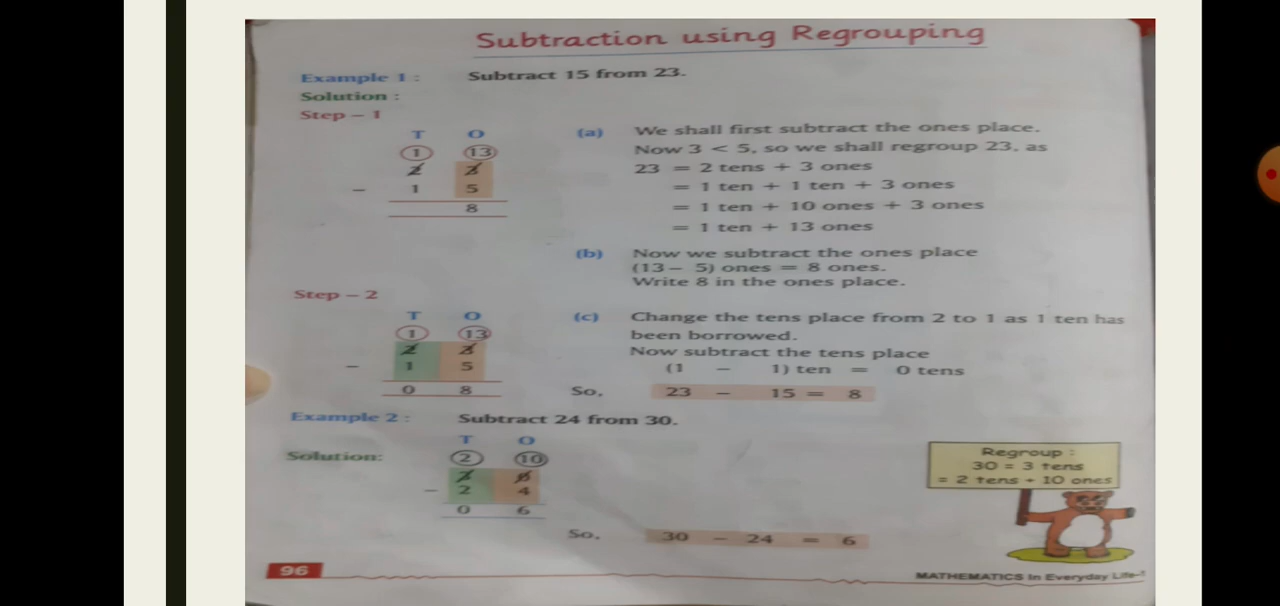 Subtraction using Regrouping
Example 1 : Subtract 15 from 23.
Solution :
Step – 1
T O
1 13
2 3
– 1 5
8
(a) We shall first subtract the ones place.
Now 3 < 5, so we shall regroup 23, as
23 = 2 tens + 3 ones
= 1 ten + 1 ten + 3 ones
= 1 ten + 10 ones + 3 ones
= 1 ten + 13 ones
(b) Now we subtract the ones place
(13 – 5) ones = 8 ones.
Write 8 in the ones place.
Step – 2
T O
1 13
2 3
– 1 5
0 8
(c) Change the tens place from 2 to 1 as 1 ten has
been borrowed.
Now subtract the tens place
(1 – 1) ten = 0 tens
So, 23 – 15 = 8
Example 2 : Subtract 24 from 30.
Solution:
T O
2 10
3 0
– 2 4
0 6
Regroup :
30 = 3 tens
= 2 tens + 10 ones
So, 30 – 24 = 6
96
MATHEMATICS In Everyday Life-1